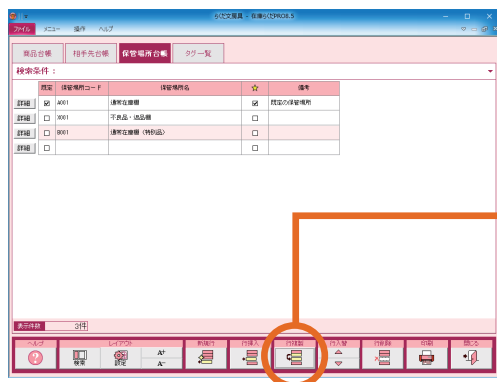 らくだ文房具 - 在庫らくだPRO8.5
ファイル メニュー 操作 ヘルプ
商品台帳 相手先台帳 保管場所台帳 タグ一覧
検索条件：
既定 保管場所コード 保管場所名 備考
詳細 A001 通常在庫棚 既定の保管場所
詳細 X001 不良品・返品棚
詳細 B001 通常在庫棚（特別品）
詳細
表示件数 3件
ヘルプ レイアウト 新規行 行挿入 行複製 行入替 行削除 印刷 閉じる
検索 設定 A+ A-